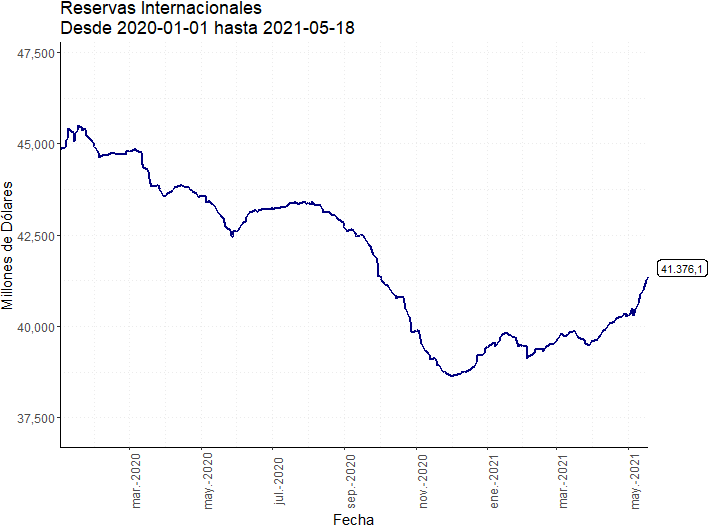 Reservas Internacionales
Desde 2020-01-01 hasta 2021-05-18
Millones de Dólares
47,500
45,000
42,500
40,000
37,500
41.376,1
mar.-2020
may.-2020
jul.-2020
sep.-2020
nov.-2020
ene.-2021
mar.-2021
may.-2021
Fecha